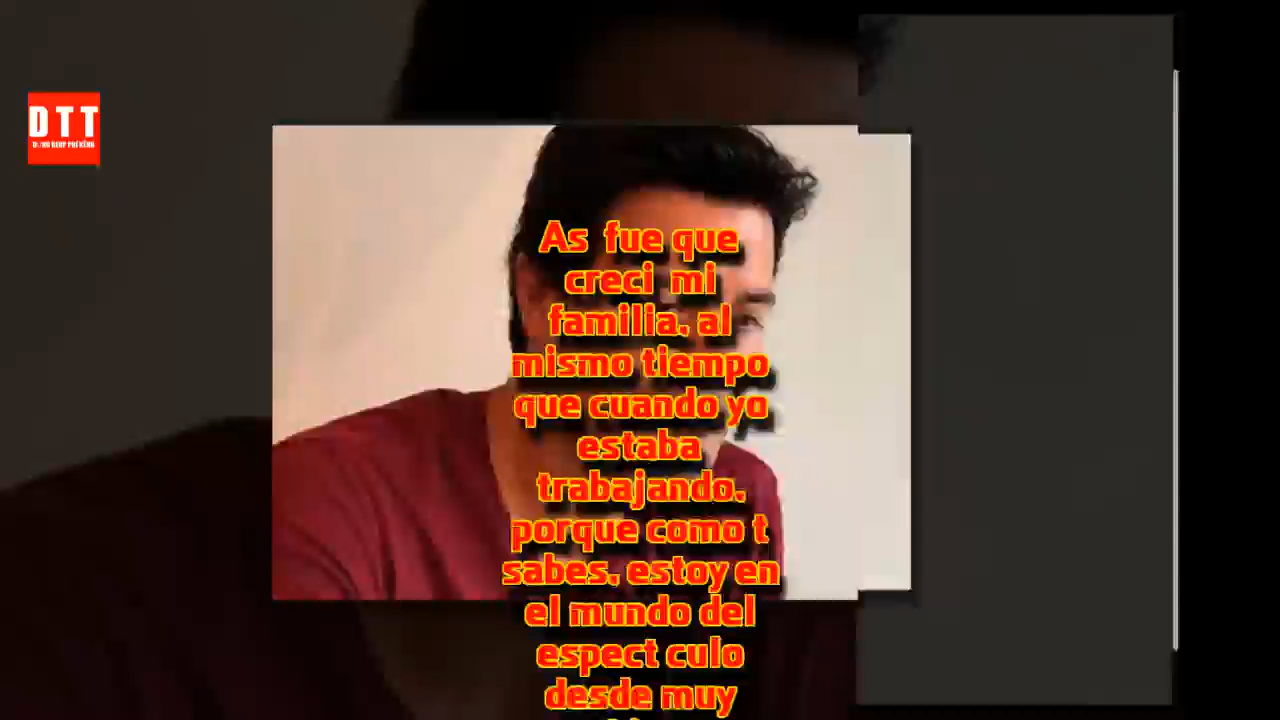 DTT
As fue que
creci mi
familia, al
mismo tiempo
que cuando yo
estaba
trabajando,
porque como t
sabes, estoy en
el mundo del
espect culo
desde muy